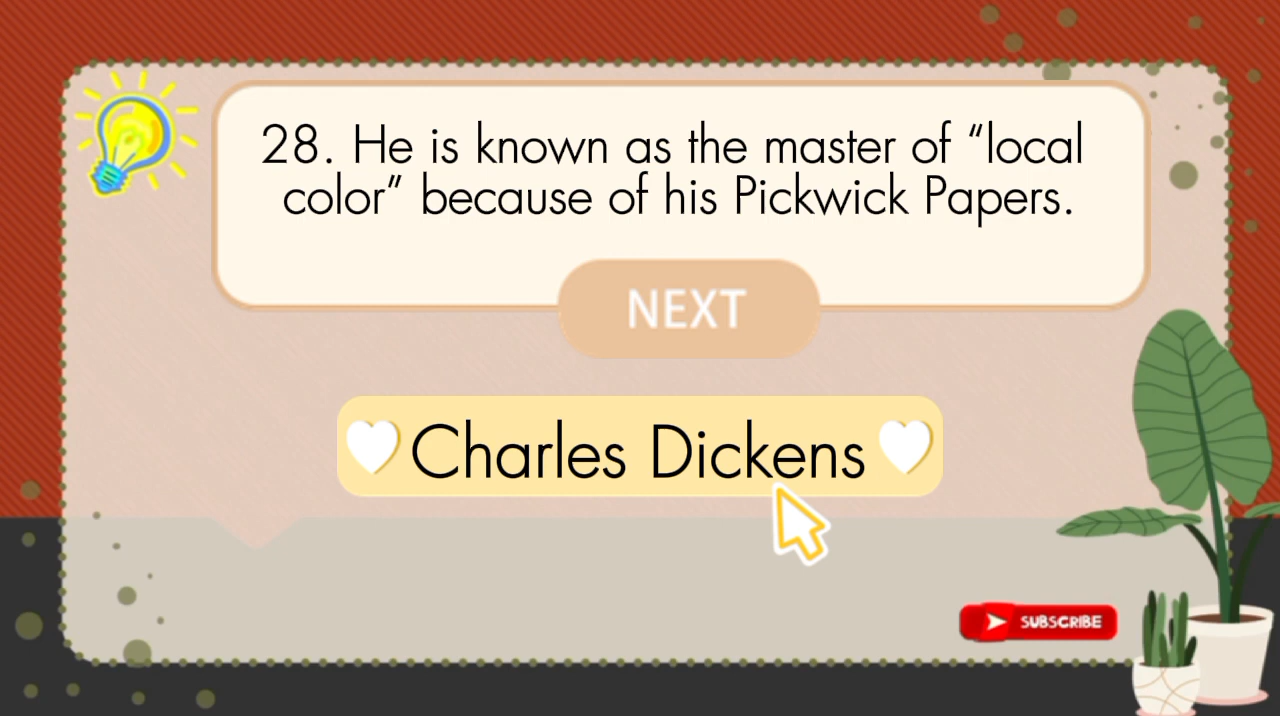 28. He is known as the master of “local
color” because of his Pickwick Papers.
NEXT
Charles Dickens
SUBSCRIBE